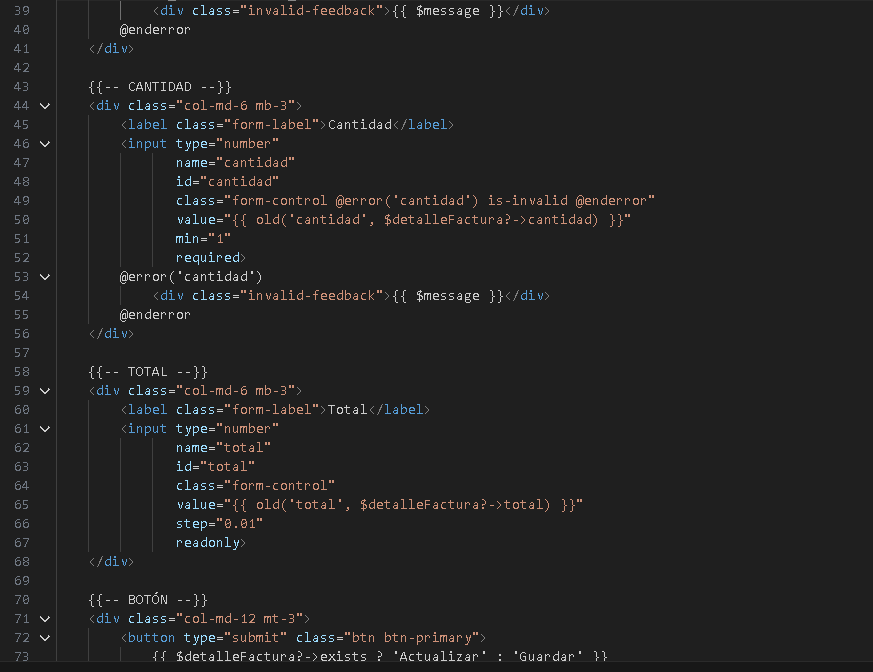 39 <div class="invalid-feedback">{{ $message }}</div>
40 @enderror
41 </div>
42
43 {{-- CANTIDAD --}}
44 <div class="col-md-6 mb-3">
45 <label class="form-label">Cantidad</label>
46 <input type="number"
47 name="cantidad"
48 id="cantidad"
49 class="form-control @error('cantidad') is-invalid @enderror"
50 value="{{ old('cantidad', $detalleFactura?->cantidad) }}"
51 min="1"
52 required>
53 @error('cantidad')
54 <div class="invalid-feedback">{{ $message }}</div>
55 @enderror
56 </div>
57
58 {{-- TOTAL --}}
59 <div class="col-md-6 mb-3">
60 <label class="form-label">Total</label>
61 <input type="number"
62 name="total"
63 id="total"
64 class="form-control"
65 value="{{ old('total', $detalleFactura?->total) }}"
66 step="0.01"
67 readonly>
68 </div>
69
70 {{-- BOTÓN --}}
71 <div class="col-md-12 mt-3">
72 <button type="submit" class="btn btn-primary">
73 {{ $detalleFactura?->exists ? 'Actualizar' : 'Guardar' }}